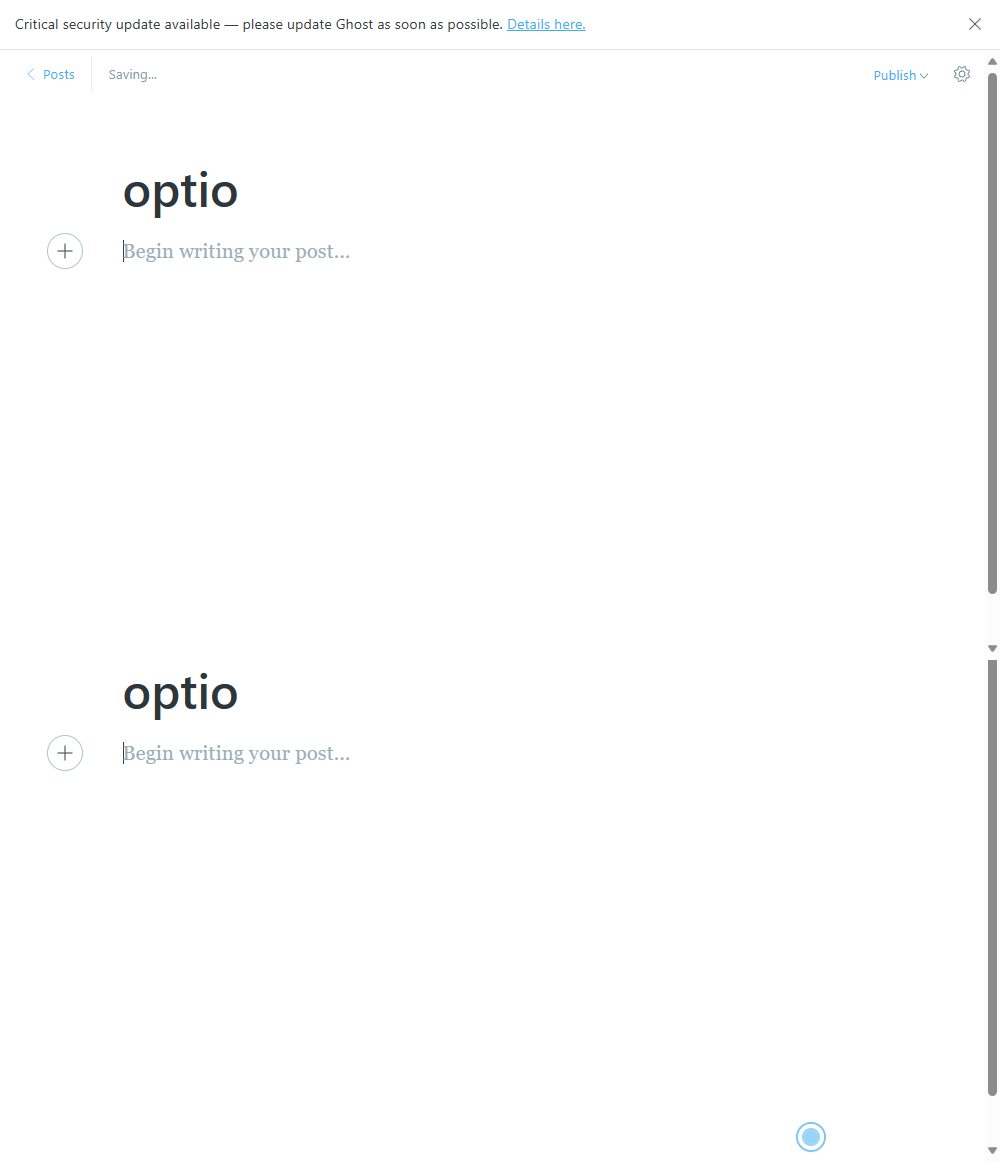 Critical security update available — please update Ghost as soon as possible. Details here.
Posts
Saving...
Publish
optio
Begin writing your post...
optio
Begin writing your post...